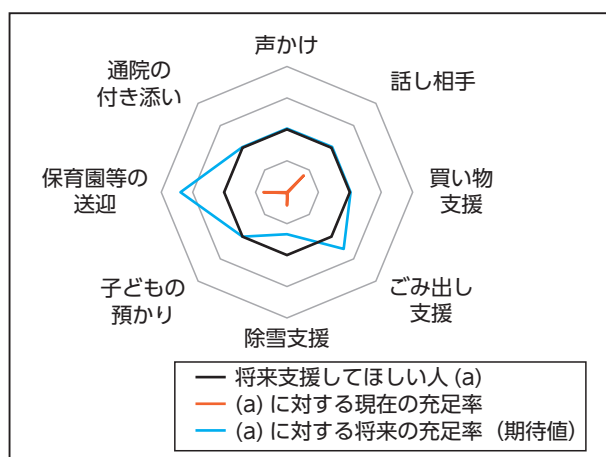 声かけ
通院の
付き添い
話し相手
保育園等の
送迎
買い物
支援
子どもの
預かり
ごみ出し
支援
除雪支援
将来支援してほしい人 (a)
(a) に対する現在の充足率
(a) に対する将来の充足率（期待値）